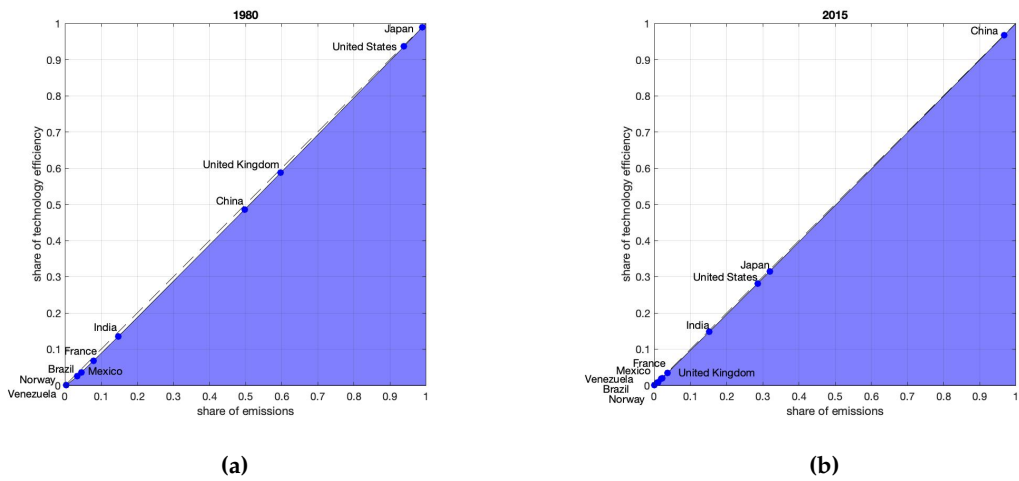 1980
1
0.9
0.8
0.7
0.6
0.5
0.4
0.3
0.2
0.1
0
share of technology efficiency
Japan
United States
United Kingdom
China
India
France
Brazil
Mexico
Norway
Venezuela
0 0.1 0.2 0.3 0.4 0.5 0.6 0.7 0.8 0.9 1
share of emissions
(a)
2015
1
0.9
0.8
0.7
0.6
0.5
0.4
0.3
0.2
0.1
0
share of technology efficiency
China
Japan
United States
India
France
Mexico
United Kingdom
Venezuela
Brazil
Norway
0 0.1 0.2 0.3 0.4 0.5 0.6 0.7 0.8 0.9 1
share of emissions
(b)